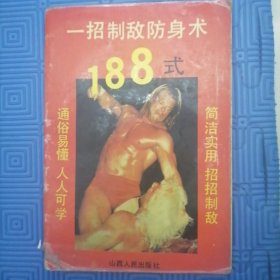 一招制敌防身术
188式
通俗易懂 人人可学
简洁实用 招招制敌
山西人民出版社